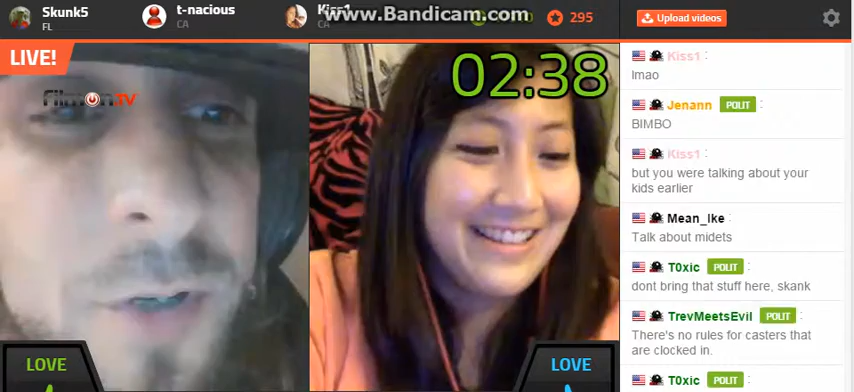 Skunk5
FL
t-nacious
CA
Kiss1
CA
www.Bandicam.com
295
Upload videos
LIVE!
FilmOn.TV
02:38
LOVE
LOVE
Kiss1 :
lmao
Jenann POLIT :
BIMBO
Kiss1 :
but you were talking about your
kids earlier
Mean_Ike :
Talk about midets
T0xic POLIT :
dont bring that stuff here, skank
TrevMeetsEvil POLIT :
There's no rules for casters that
are clocked in.
T0xic POLIT :